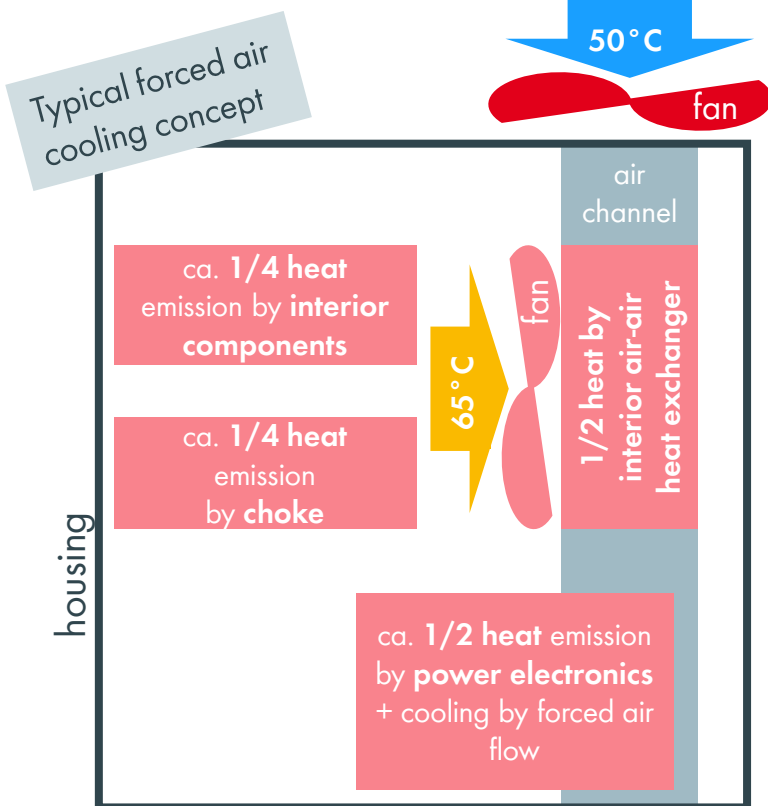 Typical forced air
cooling concept
50°C
fan
air
channel
ca. 1/4 heat
emission by interior
components
65°C
fan
1/2 heat by
interior air-air
heat exchanger
ca. 1/4 heat
emission
by choke
housing
ca. 1/2 heat emission
by power electronics
+ cooling by forced air
flow